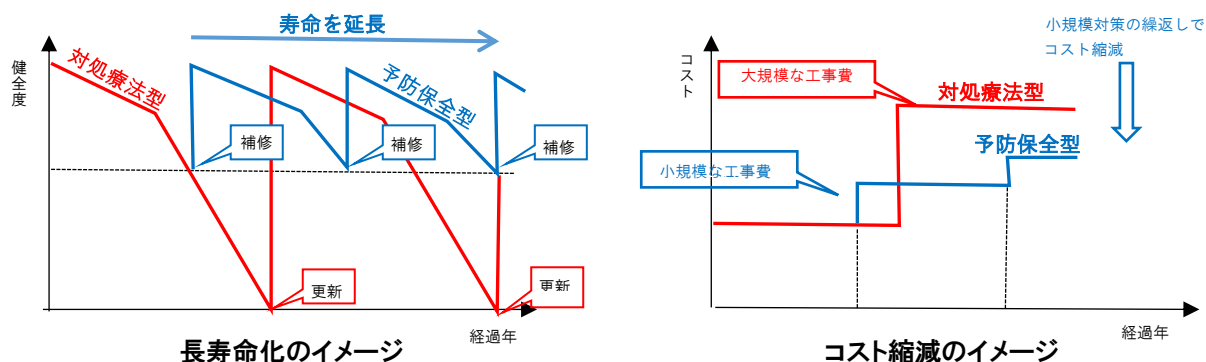 寿命を延長
健全度
対処療法型
予防保全型
補修
補修
補修
更新
更新
経過年
長寿命化のイメージ
小規模対策の繰返しで
コスト縮減
コスト
大規模な工事費
対処療法型
予防保全型
小規模な工事費
経過年
コスト縮減のイメージ